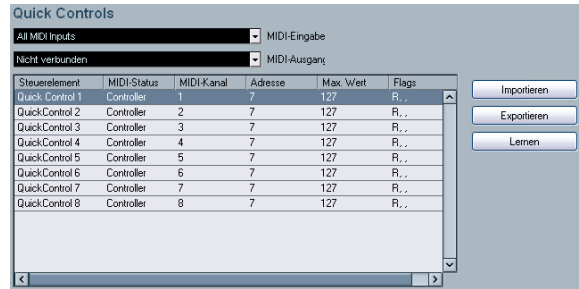 Quick Controls
All MIDI Inputs MIDI-Eingabe
Nicht verbunden MIDI-Ausgang
Steuerelement MIDI-Status MIDI-Kanal Adresse Max. Wert Flags
Quick Control 1 Controller 1 7 127 R, ,
QuickControl 2 Controller 2 7 127 R, ,
QuickControl 3 Controller 3 7 127 R, ,
QuickControl 4 Controller 4 7 127 R, ,
QuickControl 5 Controller 5 7 127 R, ,
QuickControl 6 Controller 6 7 127 R, ,
QuickControl 7 Controller 7 7 127 R, ,
QuickControl 8 Controller 8 7 127 R, ,
Importieren
Exportieren
Lernen